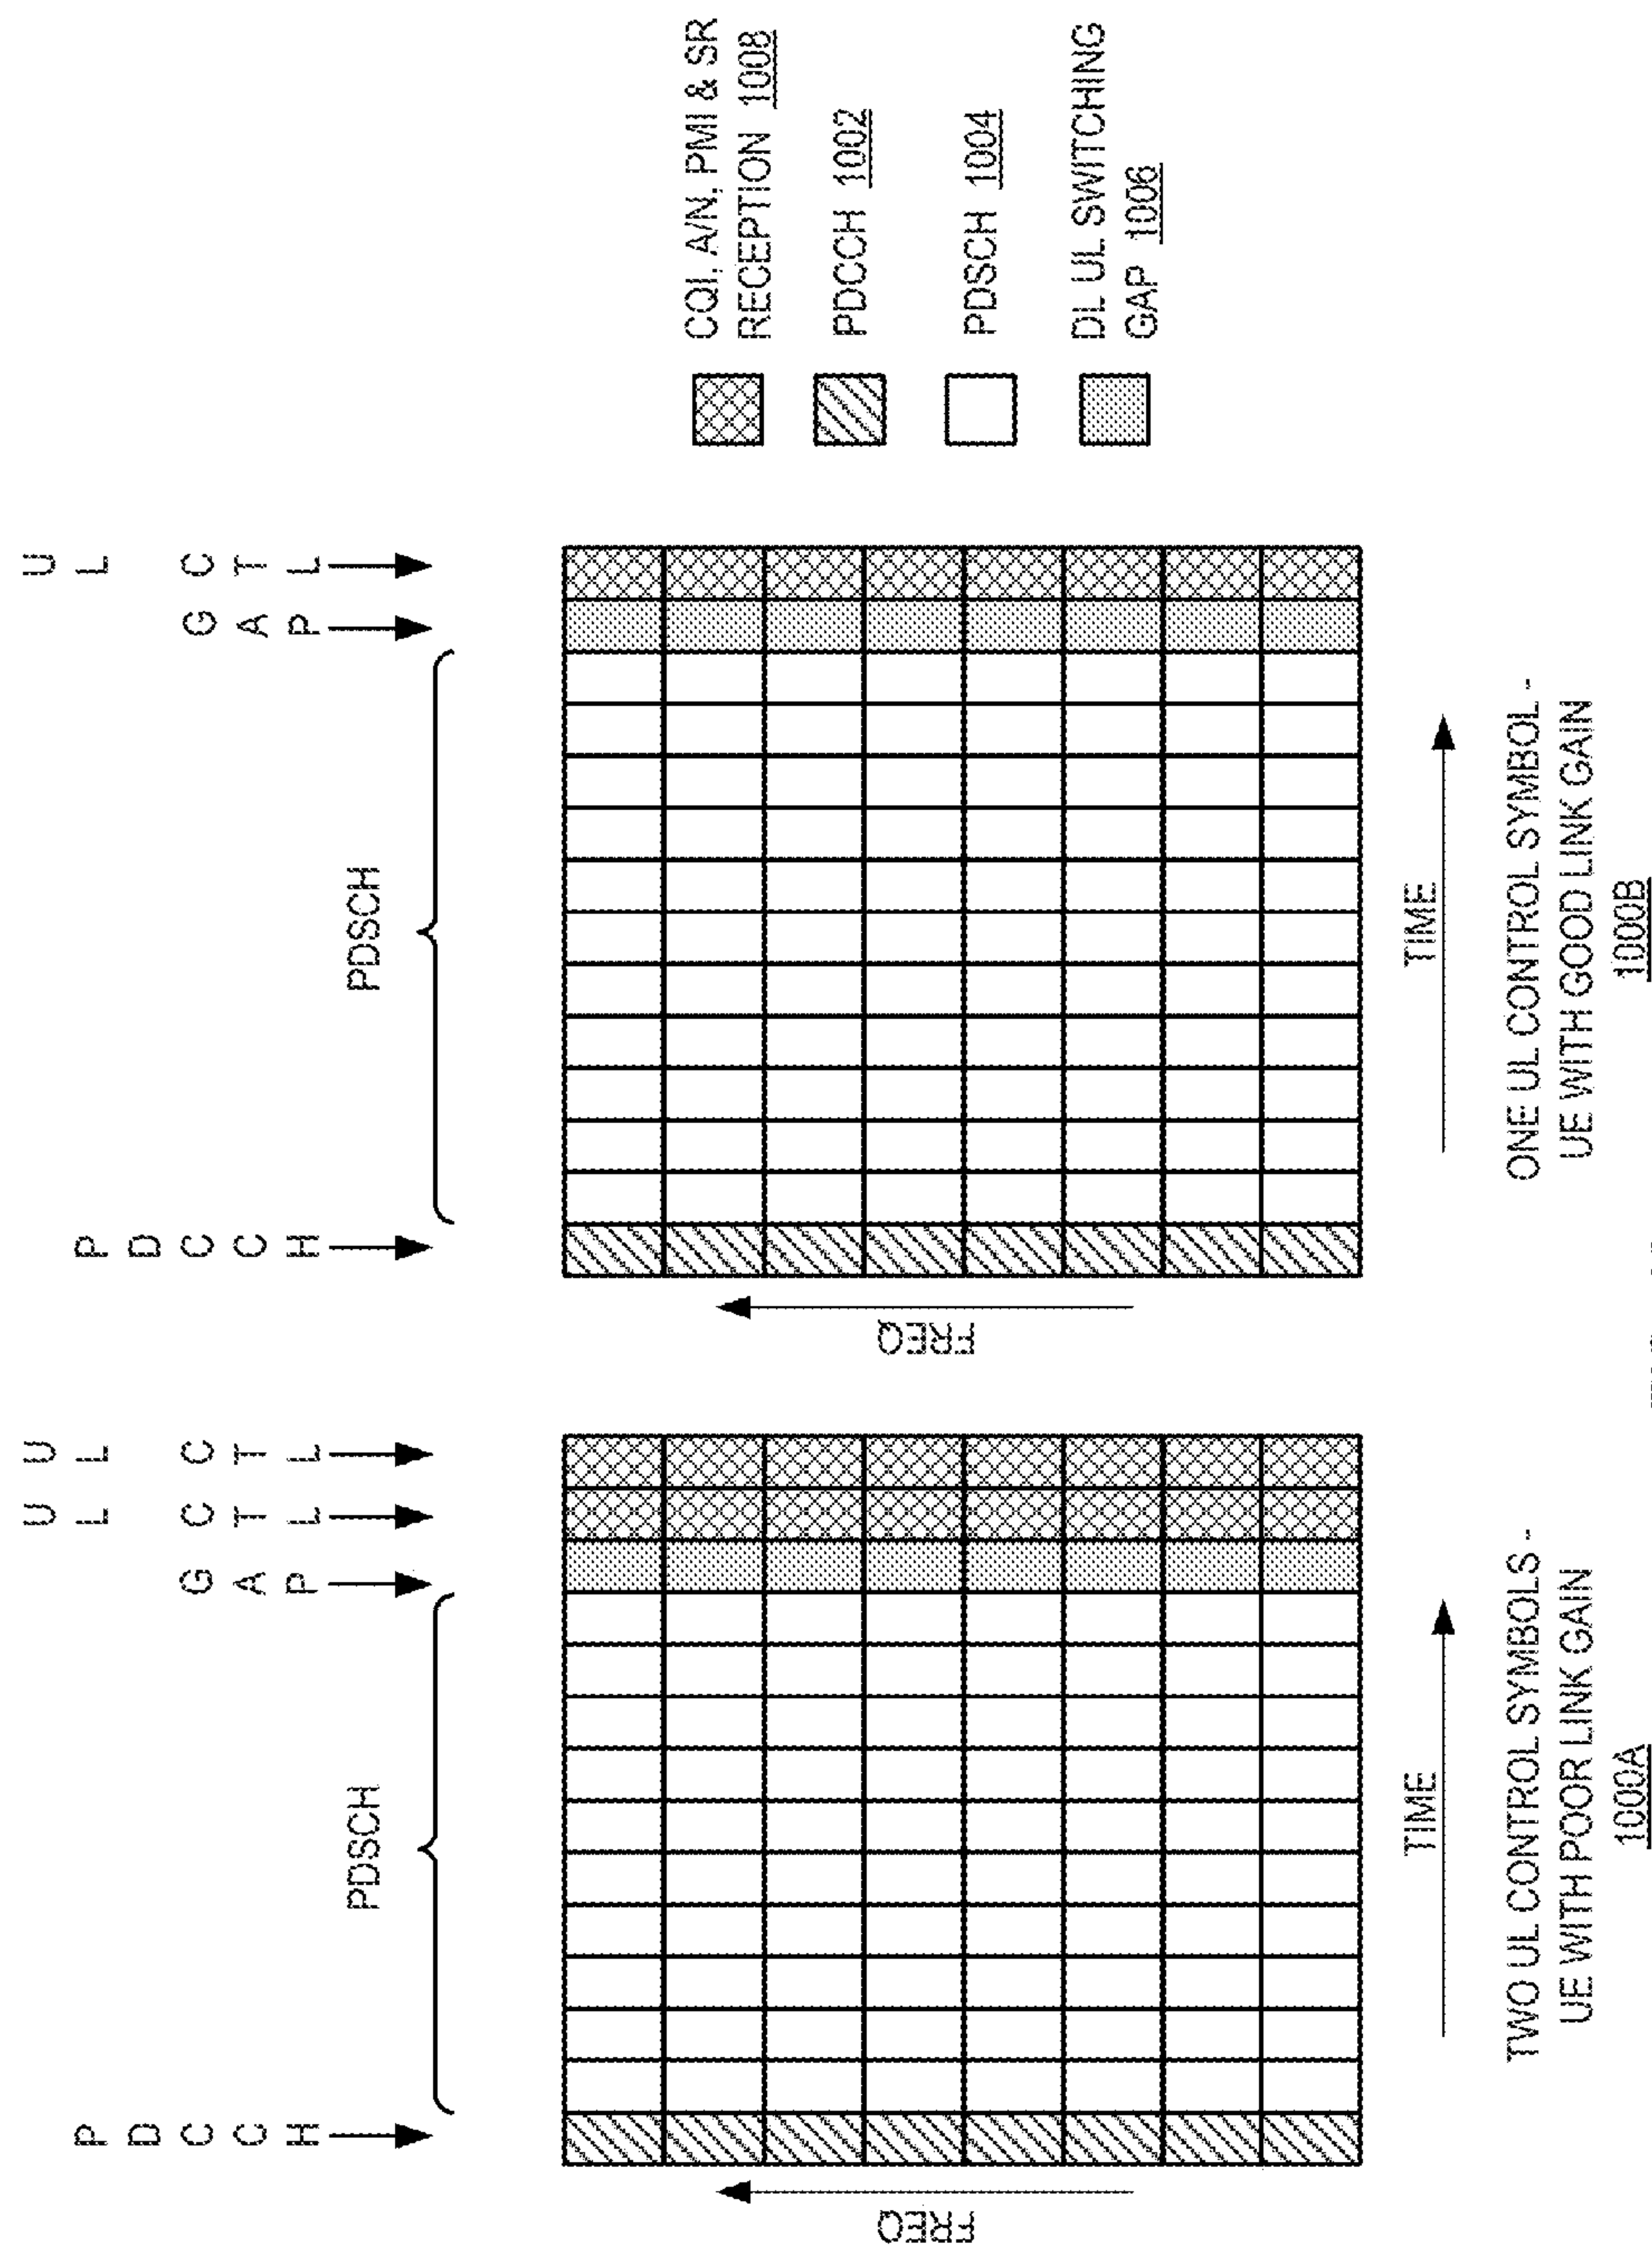 P D C C H
PDSCH
G A P
U L C T L
U L C T L
FREQ
TIME
TWO UL CONTROL SYMBOLS -
UE WITH POOR LINK GAIN
1000A
P D C C H
PDSCH
G A P
U L C T L
FREQ
TIME
ONE UL CONTROL SYMBOL -
UE WITH GOOD LINK GAIN
1000B
CQI, A/N, PMI & SR
RECEPTION 1008
PDCCH 1002
PDSCH 1004
DL UL SWITCHING
GAP 1006